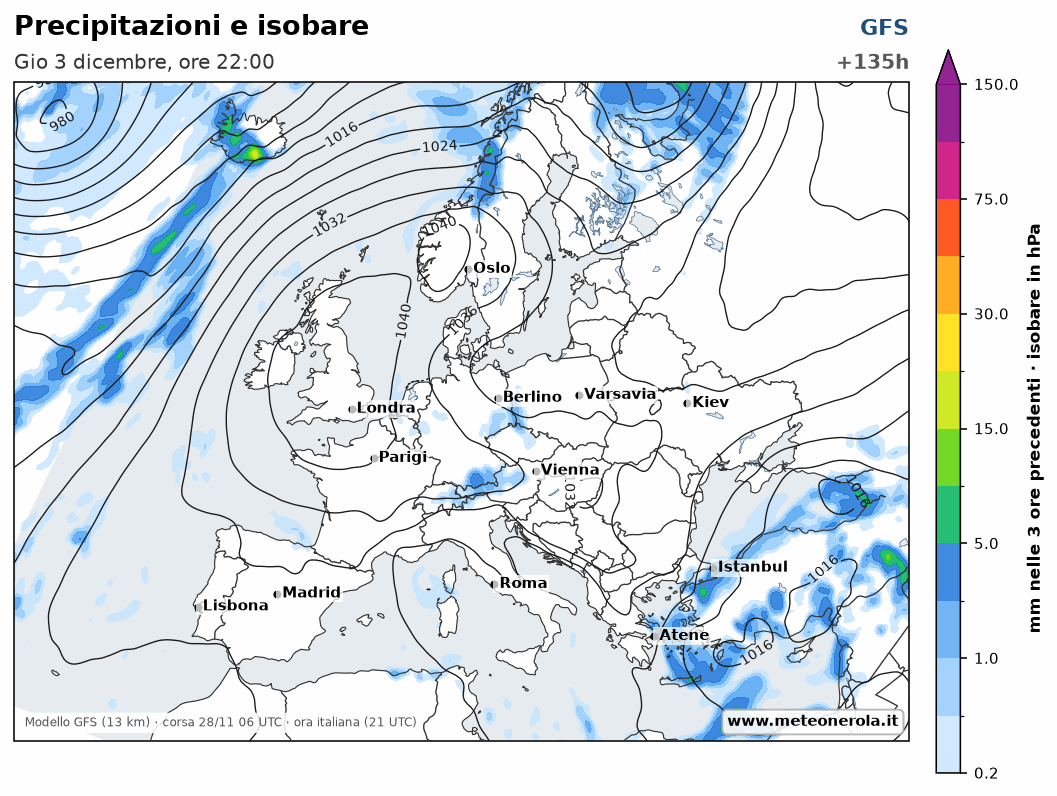 Precipitazioni e isobare
GFS
Gio 3 dicembre, ore 22:00
+135h
980
1016
1024
1032
1040
Oslo
1040
1036
Londra
Berlino
Varsavia
Kiev
Parigi
Vienna
1032
1016
Istanbul
1016
Madrid
Roma
Lisbona
Atene
1016
Modello GFS (13 km) · corsa 28/11 06 UTC · ora italiana (21 UTC)
www.meteonerola.it
150.0
75.0
30.0
15.0
5.0
1.0
0.2
mm nelle 3 ore precedenti · isobare in hPa